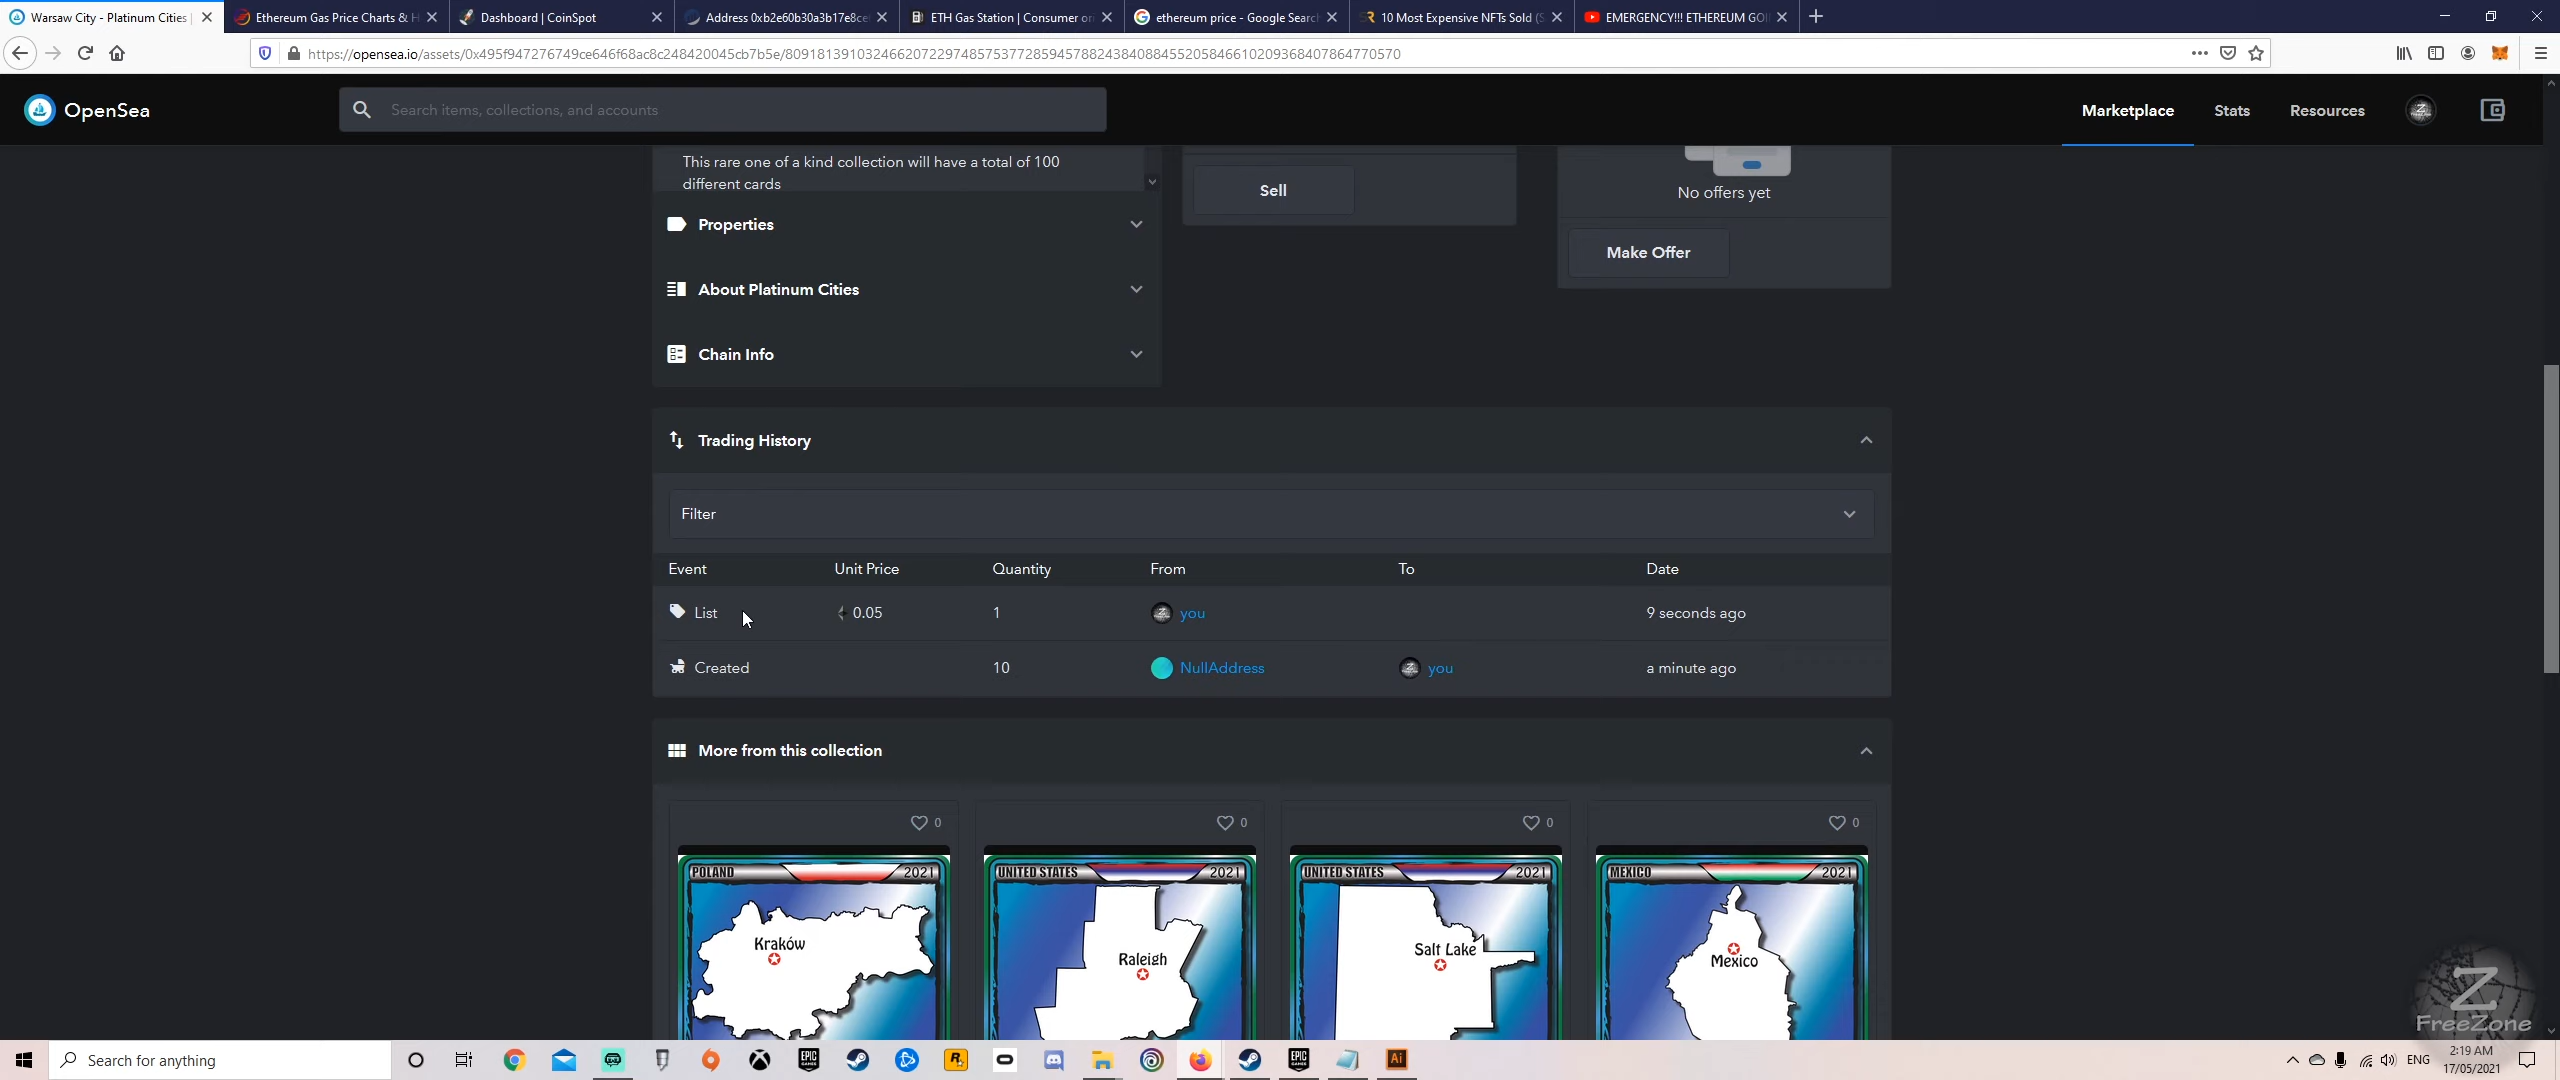 Warsaw City - Platinum Cities
Ethereum Gas Price Charts & H
Dashboard | CoinSpot
Address 0xb2e60b30a3b17e8ce
ETH Gas Station | Consumer or
ethereum price - Google Searc
10 Most Expensive NFTs Sold (S
EMERGENCY!!! ETHEREUM GOI
https://opensea.io/assets/0x495f947276749ce646f68ac8c248420045cb7b5e/80918139103246620722974857537728594578824384088455205846610209368407864770570
OpenSea
Search items, collections, and accounts
Marketplace
Stats
Resources
This rare one of a kind collection will have a total of 100
different cards
Sell
No offers yet
Make Offer
Properties
About Platinum Cities
Chain Info
Trading History
Filter
Event Unit Price Quantity From To Date
List 0.05 1 you 9 seconds ago
Created 10 NullAddress you a minute ago
More from this collection
0 0 0 0
POLAND 2021
UNITED STATES 2021
UNITED STATES 2021
MEXICO 2021
Kraków
Raleigh
Salt Lake
Mexico
Z
FreeZone
Search for anything
ENG
2:19 AM
17/05/2021